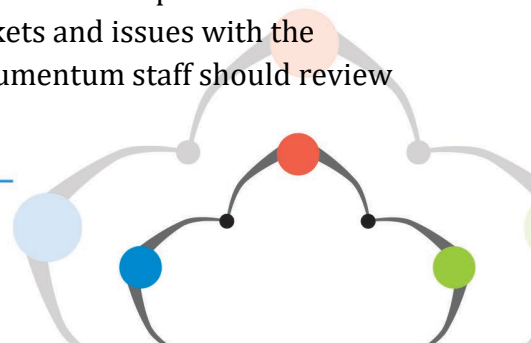 kets and issues with the
umentum staff should review